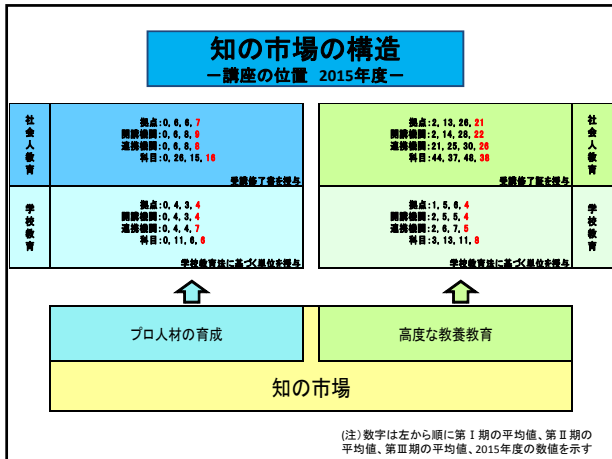 知の市場の構造
－講座の位置 2015年度－
社会人教育
拠点:0, 6, 6, 7
開講機関:0, 6, 8, 9
連携機関:0, 6, 8, 8
科目:0, 26, 15, 16
受講修了書を授与
拠点:2, 13, 26, 21
開講機関:2, 14, 28, 22
連携機関:21, 25, 30, 26
科目:44, 37, 48, 36
受講修了証を授与
社会人教育
学校教育
拠点:0, 4, 3, 4
開講機関:0, 4, 3, 4
連携機関:0, 4, 4, 7
科目:0, 11, 6, 6
学校教育法に基づく単位を授与
拠点:1, 5, 6, 4
開講機関:2, 5, 5, 4
連携機関:2, 6, 7, 5
科目:3, 13, 11, 8
学校教育法に基づく単位を授与
学校教育
プロ人材の育成
高度な教養教育
知の市場
(注)数字は左から順に第Ⅰ期の平均値、第Ⅱ期の
平均値、第Ⅲ期の平均値、2015年度の数値を示す